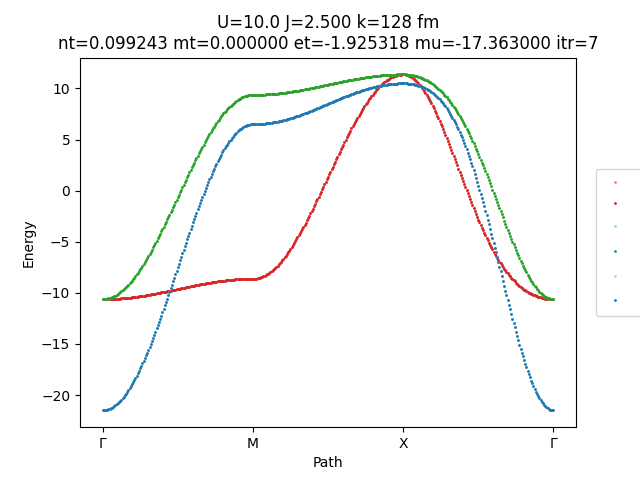 U=10.0 J=2.500 k=128 fm
nt=0.099243 mt=0.000000 et=-1.925318 mu=-17.363000 itr=7
Energy
10
5
0
−5
−10
−15
−20
Γ
M
X
Γ
Path